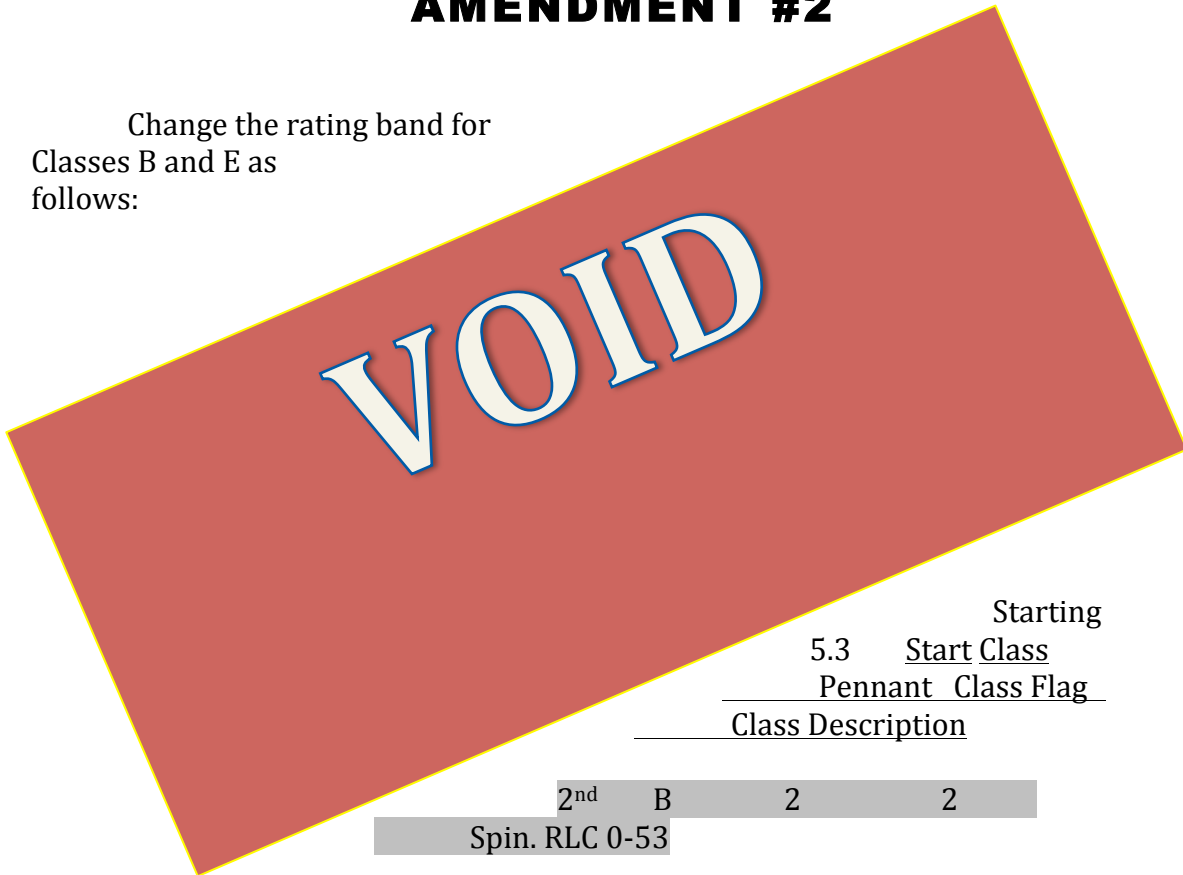 AMENDMENT #2
Change the rating band for
Classes B and E as
follows:
VOID
Starting
5.3 Start Class
Pennant Class Flag
Class Description
2nd B 2 2
Spin. RLC 0-53